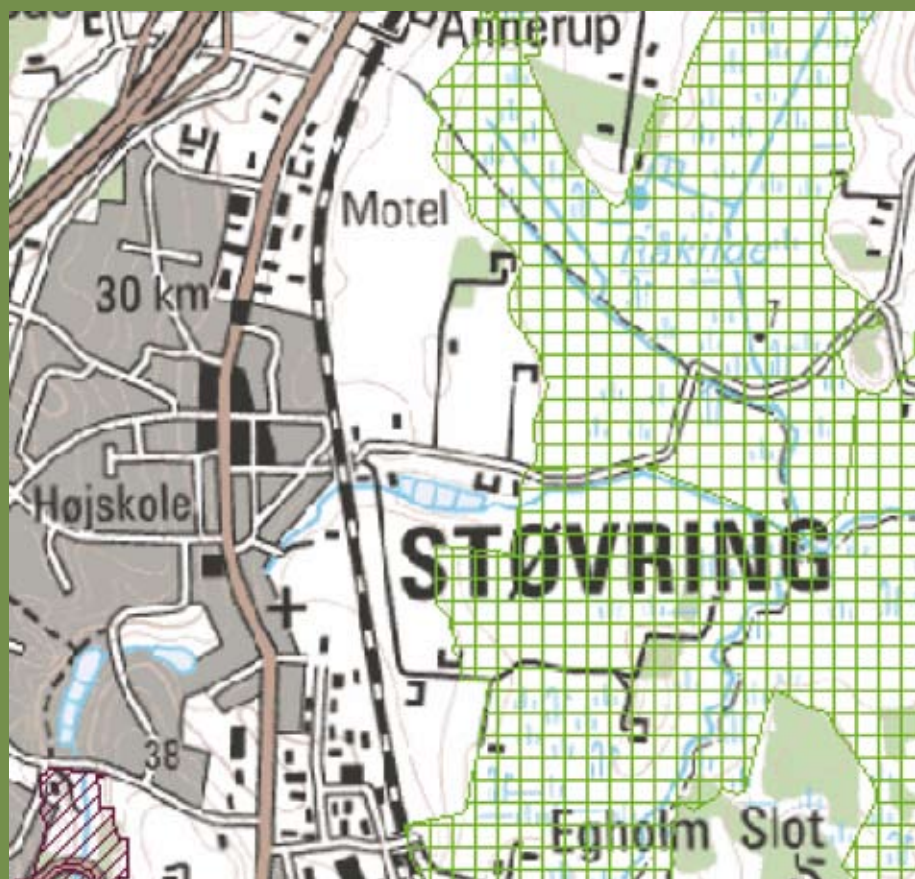 Annerup
Motel
30 km
7
Højskole
STØVRING
38
Egholm Slot